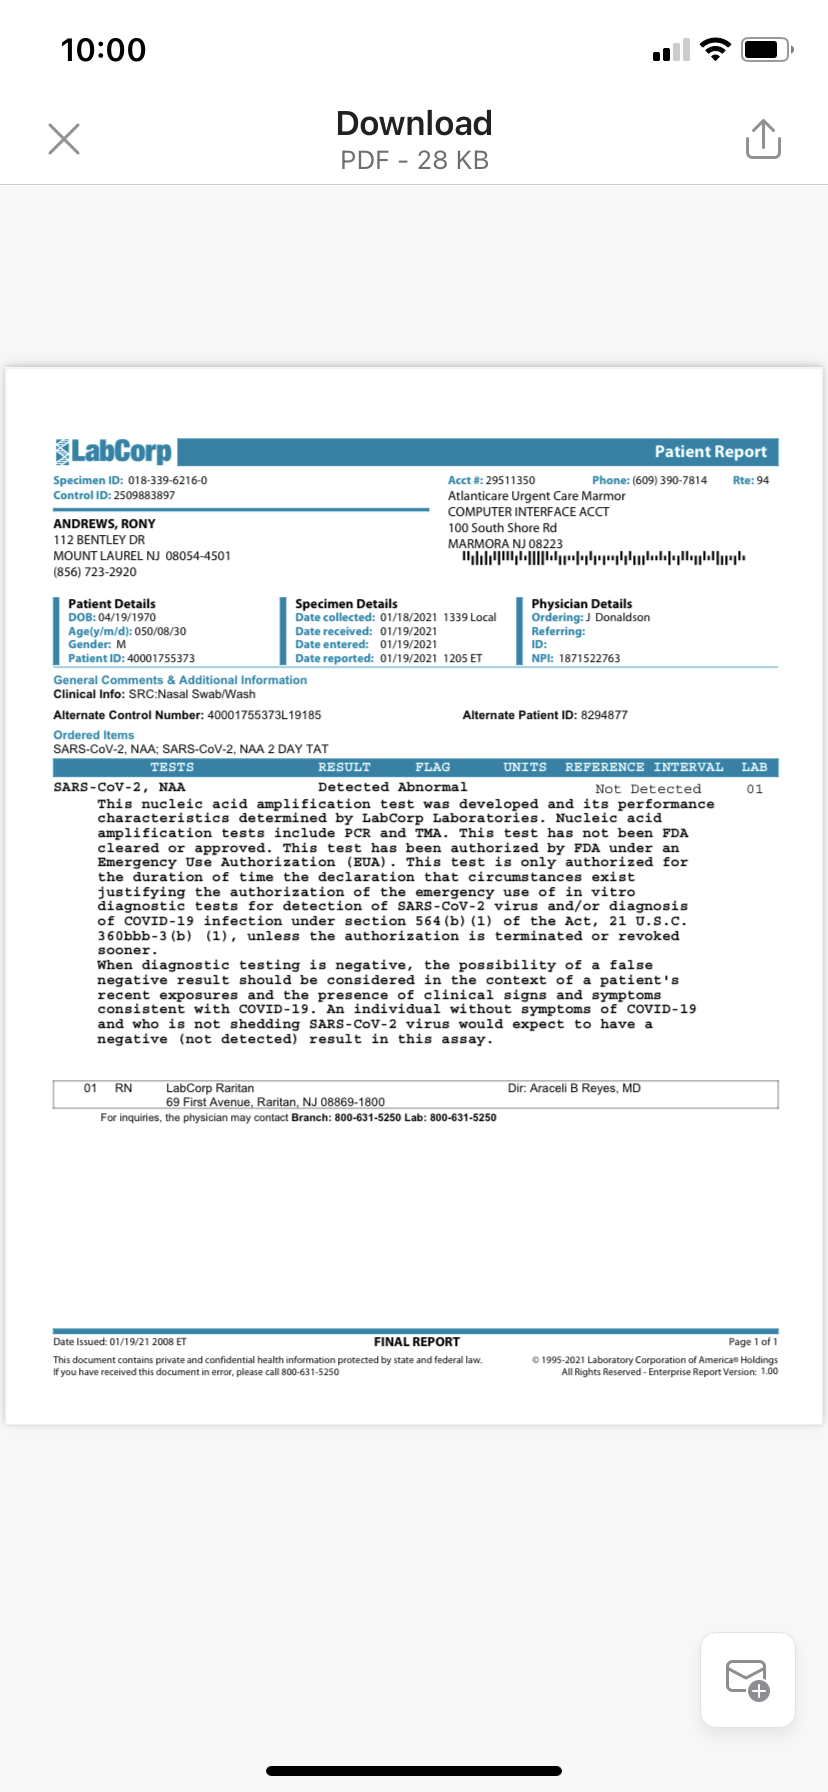 10:00
Download
PDF - 28 KB
LabCorp
Patient Report
Specimen ID: 018-339-6216-0
Control ID: 2509883897
Acct #: 29511350 Phone: (609) 390-7814 Rte: 94
Atlanticare Urgent Care Marmor
COMPUTER INTERFACE ACCT
100 South Shore Rd
MARMORA NJ 08223
ANDREWS, RONY
112 BENTLEY DR
MOUNT LAUREL NJ 08054-4501
(856) 723-2920
Patient Details
DOB: 04/19/1970
Age(y/m/d): 050/08/30
Gender: M
Patient ID: 40001755373
Specimen Details
Date collected: 01/18/2021 1339 Local
Date received: 01/19/2021
Date entered: 01/19/2021
Date reported: 01/19/2021 1205 ET
Physician Details
Ordering: J Donaldson
Referring:
ID:
NPI: 1871522763
General Comments & Additional Information
Clinical Info: SRC:Nasal Swab/Wash
Alternate Control Number: 40001755373L19185 Alternate Patient ID: 8294877
Ordered Items
SARS-CoV-2, NAA; SARS-CoV-2, NAA 2 DAY TAT
TESTS RESULT FLAG UNITS REFERENCE INTERVAL LAB
SARS-CoV-2, NAA Detected Abnormal Not Detected 01
This nucleic acid amplification test was developed and its performance
characteristics determined by LabCorp Laboratories. Nucleic acid
amplification tests include PCR and TMA. This test has not been FDA
cleared or approved. This test has been authorized by FDA under an
Emergency Use Authorization (EUA). This test is only authorized for
the duration of time the declaration that circumstances exist
justifying the authorization of the emergency use of in vitro
diagnostic tests for detection of SARS-CoV-2 virus and/or diagnosis
of COVID-19 infection under section 564(b)(1) of the Act, 21 U.S.C.
360bbb-3(b) (1), unless the authorization is terminated or revoked
sooner.
When diagnostic testing is negative, the possibility of a false
negative result should be considered in the context of a patient's
recent exposures and the presence of clinical signs and symptoms
consistent with COVID-19. An individual without symptoms of COVID-19
and who is not shedding SARS-CoV-2 virus would expect to have a
negative (not detected) result in this assay.
01 RN LabCorp Raritan Dir: Araceli B Reyes, MD
69 First Avenue, Raritan, NJ 08869-1800
For inquiries, the physician may contact Branch: 800-631-5250 Lab: 800-631-5250
Date Issued: 01/19/21 2008 ET FINAL REPORT Page 1 of 1
This document contains private and confidential health information protected by state and federal law.
If you have received this document in error, please call 800-631-5250
© 1995-2021 Laboratory Corporation of America® Holdings
All Rights Reserved - Enterprise Report Version: 1.00